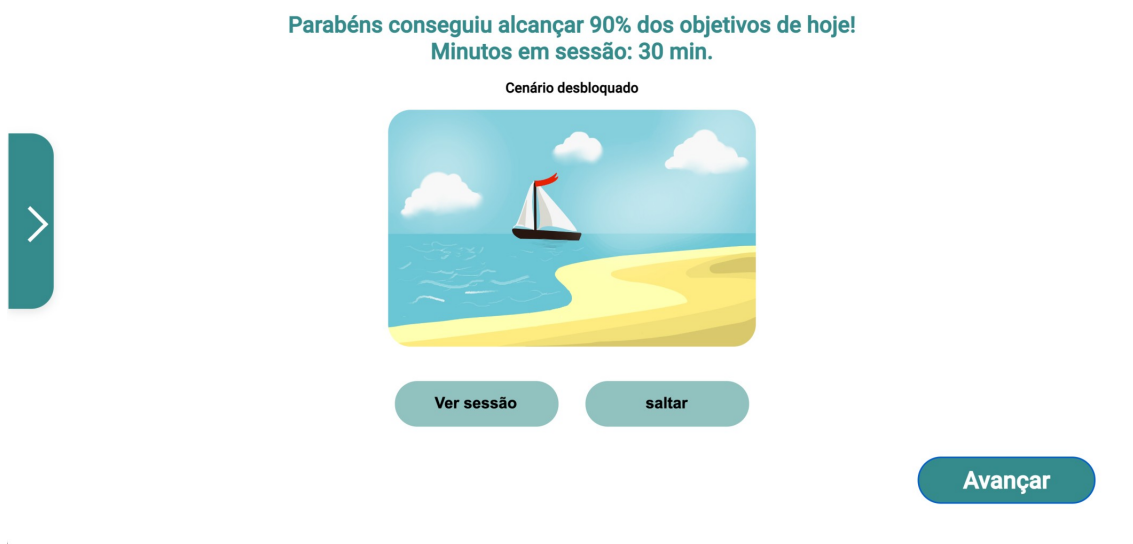 Parabéns conseguiu alcançar 90% dos objetivos de hoje!
Minutos em sessão: 30 min.
Cenário desbloquado
Ver sessão
saltar
Avançar